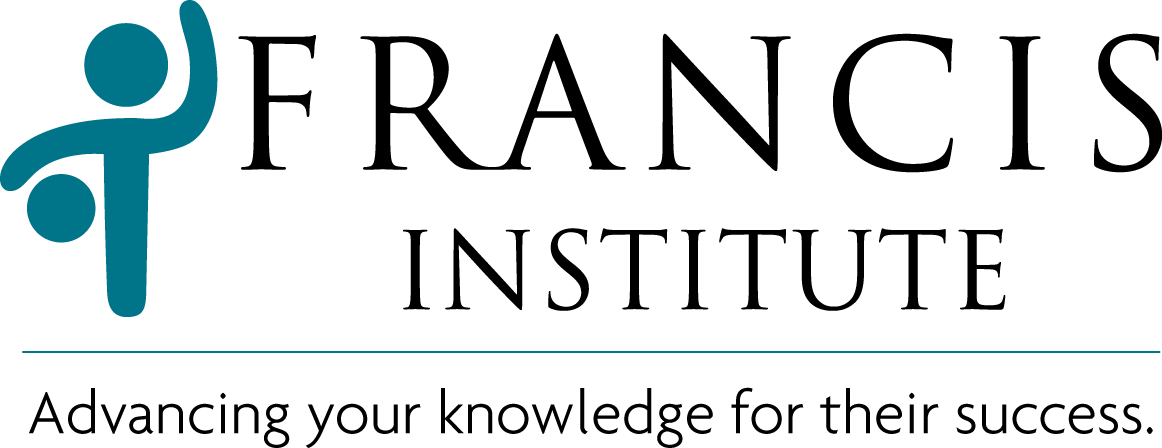 FRANCIS
INSTITUTE
Advancing your knowledge for their success.